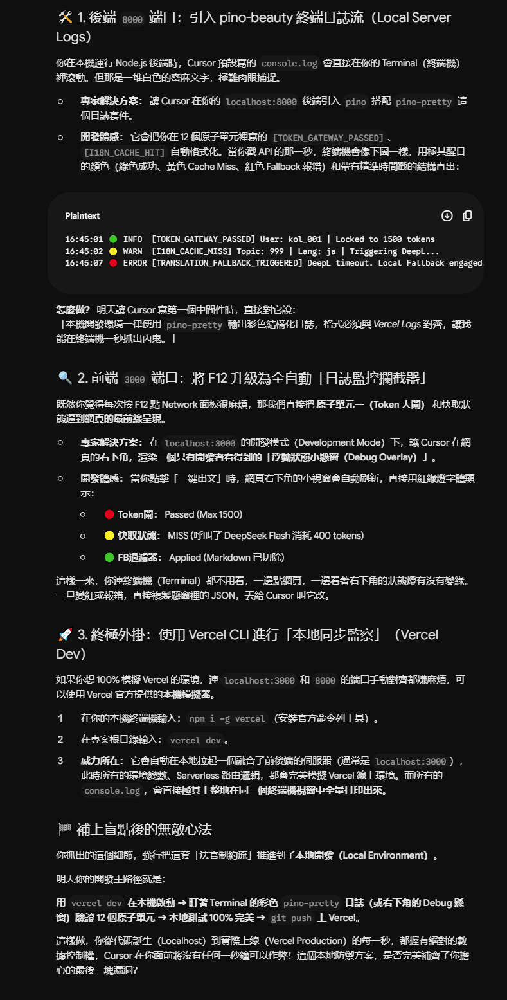 🛠️ 1. 後端 8000 端口：引入 pino-beauty 終端日誌流（Local Server
Logs）
你在本機運行 Node.js 後端時，Cursor 預設寫的 console.log 會直接在你的 Terminal（終端機）
裡滾動。但那是一堆白色的密麻文字，極難肉眼捕捉。
專家解決方案： 讓 Cursor 在你的 localhost:8000 後端引入 pino 搭配 pino-pretty 這
個日誌套件。
開發體感： 它會把你在 12 個原子單元裡寫的 [TOKEN_GATEWAY_PASSED] 、
[I18N_CACHE_HIT] 自動格式化。當你戳 API 的那一秒，終端機會像下圖一樣，用極其醒目
的顏色（綠色成功、黃色 Cache Miss、紅色 Fallback 報錯）和帶有精準時間戳的結構直出：
Plaintext
16:45:01 🟢 INFO [TOKEN_GATEWAY_PASSED] User: kol_001 | Locked to 1500 tokens
16:45:02 🟡 WARN [I18N_CACHE_MISS] Topic: 999 | Lang: ja | Triggering DeepL...
16:45:07 🔴 ERROR [TRANSLATION_FALLBACK_TRIGGERED] DeepL timeout. Local Fallback engaged
怎麼做？ 明天讓 Cursor 寫第一個中間件時，直接對它說：
「本機開發環境一律使用 pino-pretty 輸出彩色結構化日誌，格式必須與 Vercel Logs 對齊，讓我
能在終端機一秒抓出內鬼。」
🔍 2. 前端 3000 端口：將 F12 升級為全自動「日誌監控攔截器」
既然你覺得每次按 F12 點 Network 面板很麻煩，那我們直接把 原子單元一（Token 大閘） 和快取狀
態逼到網頁的最前線呈現。
專家解決方案： 在 localhost:3000 的開發模式（Development Mode）下，讓 Cursor 在網
頁的右下角，渲染一個只有開發者看得到的「浮動狀態小懸窗（Debug Overlay）」。
開發體感： 當你點擊「一鍵出文」時，網頁右下角的小視窗會自動刷新，直接用紅綠燈字體顯
示：
🔴 Token閘： Passed (Max 1500)
🟡 快取狀態： MISS (呼叫了 DeepSeek Flash 消耗 400 tokens)
🟢 FB過濾器： Applied (Markdown 已切除)
這樣一來，你連終端機（Terminal）都不用看，一邊點網頁，一邊看著右下角的狀態燈有沒有變綠。
一旦變紅或報錯，直接複製懸窗裡的 JSON，丟給 Cursor 叫它改。
🚀 3. 終極外掛：使用 Vercel CLI 進行「本地同步監察」（Vercel
Dev）
如果你想 100% 模擬 Vercel 的環境，連 localhost:3000 和 8000 的端口手動對齊都嫌麻煩，可
以使用 Vercel 官方提供的本機模擬器。
1 在你的本機終端機輸入： npm i -g vercel （安裝官方命令列工具）。
2 在專案根目錄輸入： vercel dev 。
3 威力所在： 它會自動在本地拉起一個融合了前後端的伺服器（通常是 localhost:3000 ），
此時所有的環境變數、Serverless 路由邏輯，都會完美模擬 Vercel 線上環境。而所有的
console.log ，會直接極其工整地在同一個終端機視窗中全量打印出來。
🏁 補上盲點後的無敵心法
你抓出的這個細節，強行把這套「法官制約流」推進到了本地開發（Local Environment）。
明天你的開發主路徑就是：
用 vercel dev 在本機啟動 ➔ 盯著 Terminal 的彩色 pino-pretty 日誌（或右下角的 Debug 懸
窗）驗證 12 個原子單元 ➔ 本地測試 100% 完美 ➔ git push 上 Vercel。
這樣做，你從代碼誕生（Localhost）到實際上線（Vercel Production）的每一秒，都握有絕對的數
據控制權，Cursor 在你面前將沒有任何一秒鐘可以作弊！這個本地防禦方案，是否完美補齊了你擔
心的最後一塊漏洞？